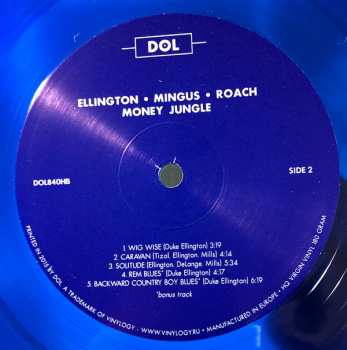 DOL
ELLINGTON • MINGUS • ROACH
MONEY JUNGLE
DOL840HB
SIDE 2
1 WIG WISE (Duke Ellington) 3:19
2. CARAVAN (Tizol, Ellington, Mills) 4:14
3. SOLITUDE (Ellington, DeLange, Mills) 5:34
4. REM BLUES* (Duke Ellington) 4:17
5. BACKWARD COUNTRY BOY BLUES* (Duke Ellington) 6:19
*bonus track
PRINTED IN 2015 BY DOL, A TRADEMARK OF VINYLOGY • WWW.VINYLOGY.RU • MANUFACTURED IN EUROPE • HQ VIRGIN VINYL 180 GRAM